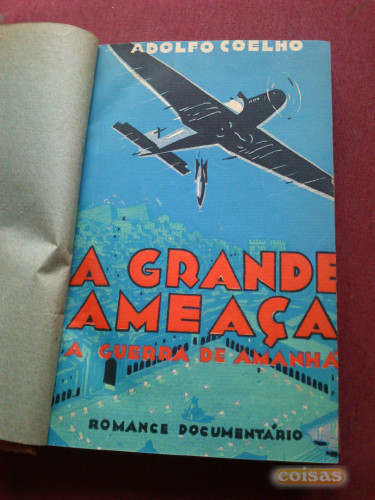 ADOLFO COELHO
A GRANDE
AMEAÇA
A GUERRA DE AMANHÃ
ROMANCE DOCUMENTÁRIO
coisas